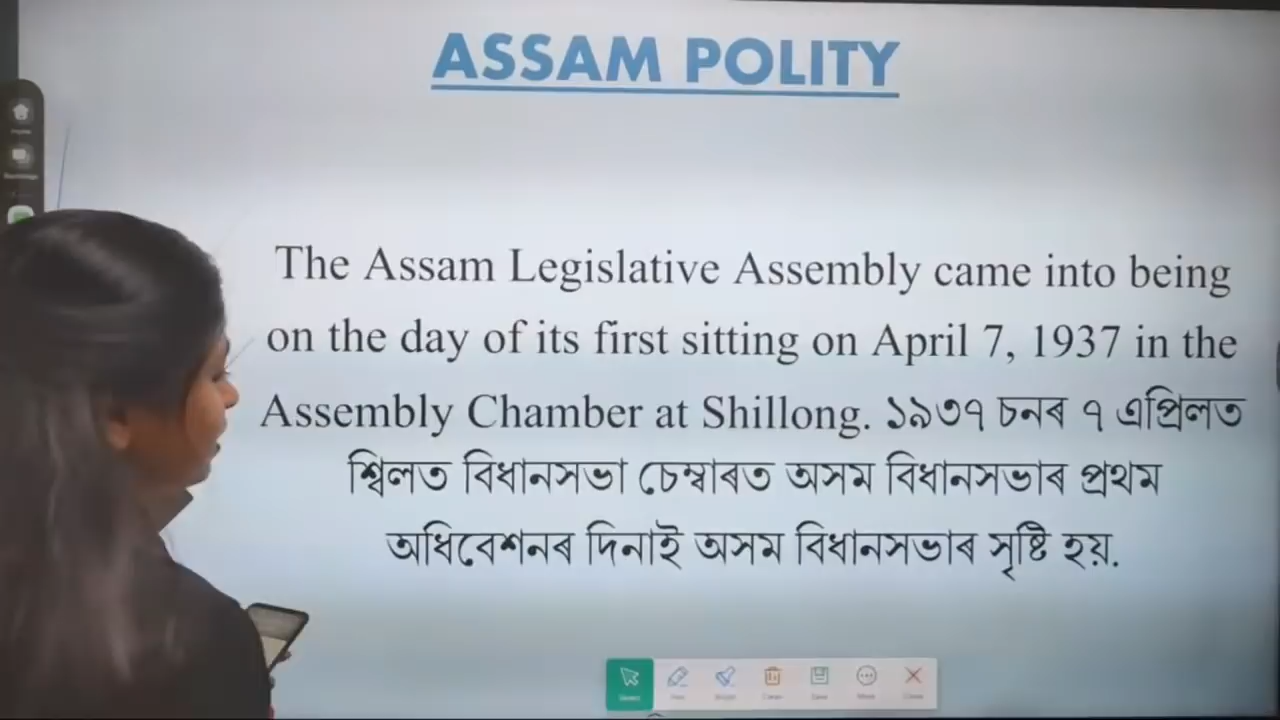 ASSAM POLITY
The Assam Legislative Assembly came into being
on the day of its first sitting on April 7, 1937 in the
Assembly Chamber at Shillong. ১৯৩৭ চনৰ ৭ এপ্ৰিলত
শ্বিলত বিধানসভা চেম্বাৰত অসম বিধানসভাৰ প্ৰথম
অধিবেশনৰ দিনাই অসম বিধানসভাৰ সৃষ্টি হয়.
Select